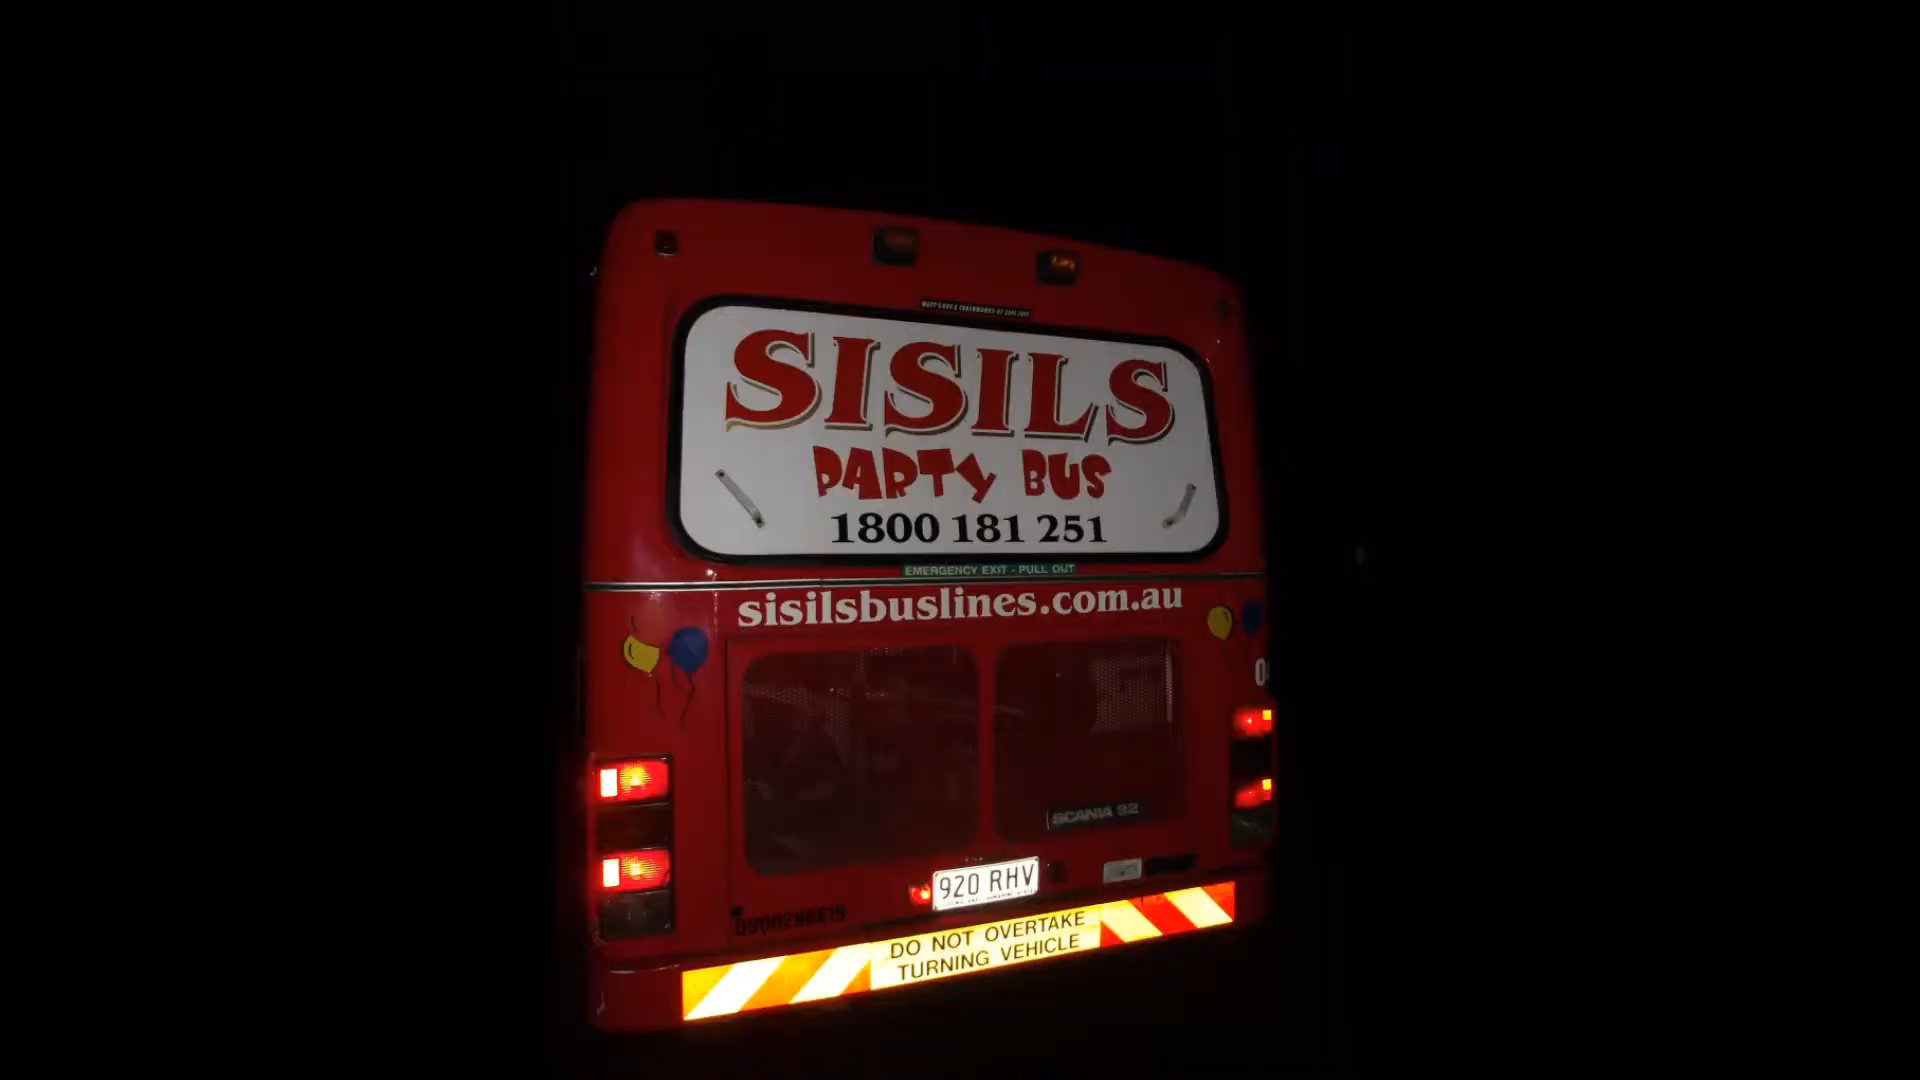 SISILS
PARTY BUS
1800 181 251
EMERGENCY EXIT - PULL OUT
sisilsbuslines.com.au
SCANIA 92
920 RHV
DO NOT OVERTAKE
TURNING VEHICLE